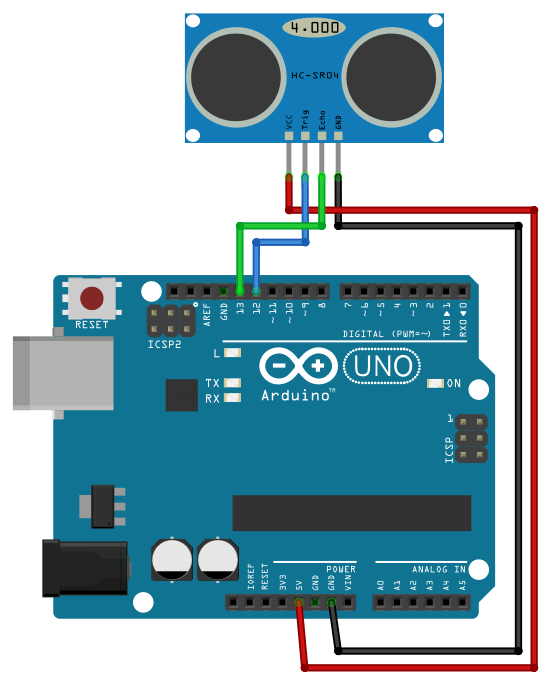 4.000
HC-SR04
VCC
Trig
Echo
GND
RESET
ICSP2
AREF
GND
13
12
~11
~10
~9
8
7
~6
~5
4
~3
2
TX0▶1
RX0◀0
DIGITAL (PWM=~)
L
TX
RX
Arduino™
UNO
ON
1
ICSP
POWER
ANALOG IN
IOREF
RESET
3V3
5V
GND
GND
VIN
A0
A1
A2
A3
A4
A5